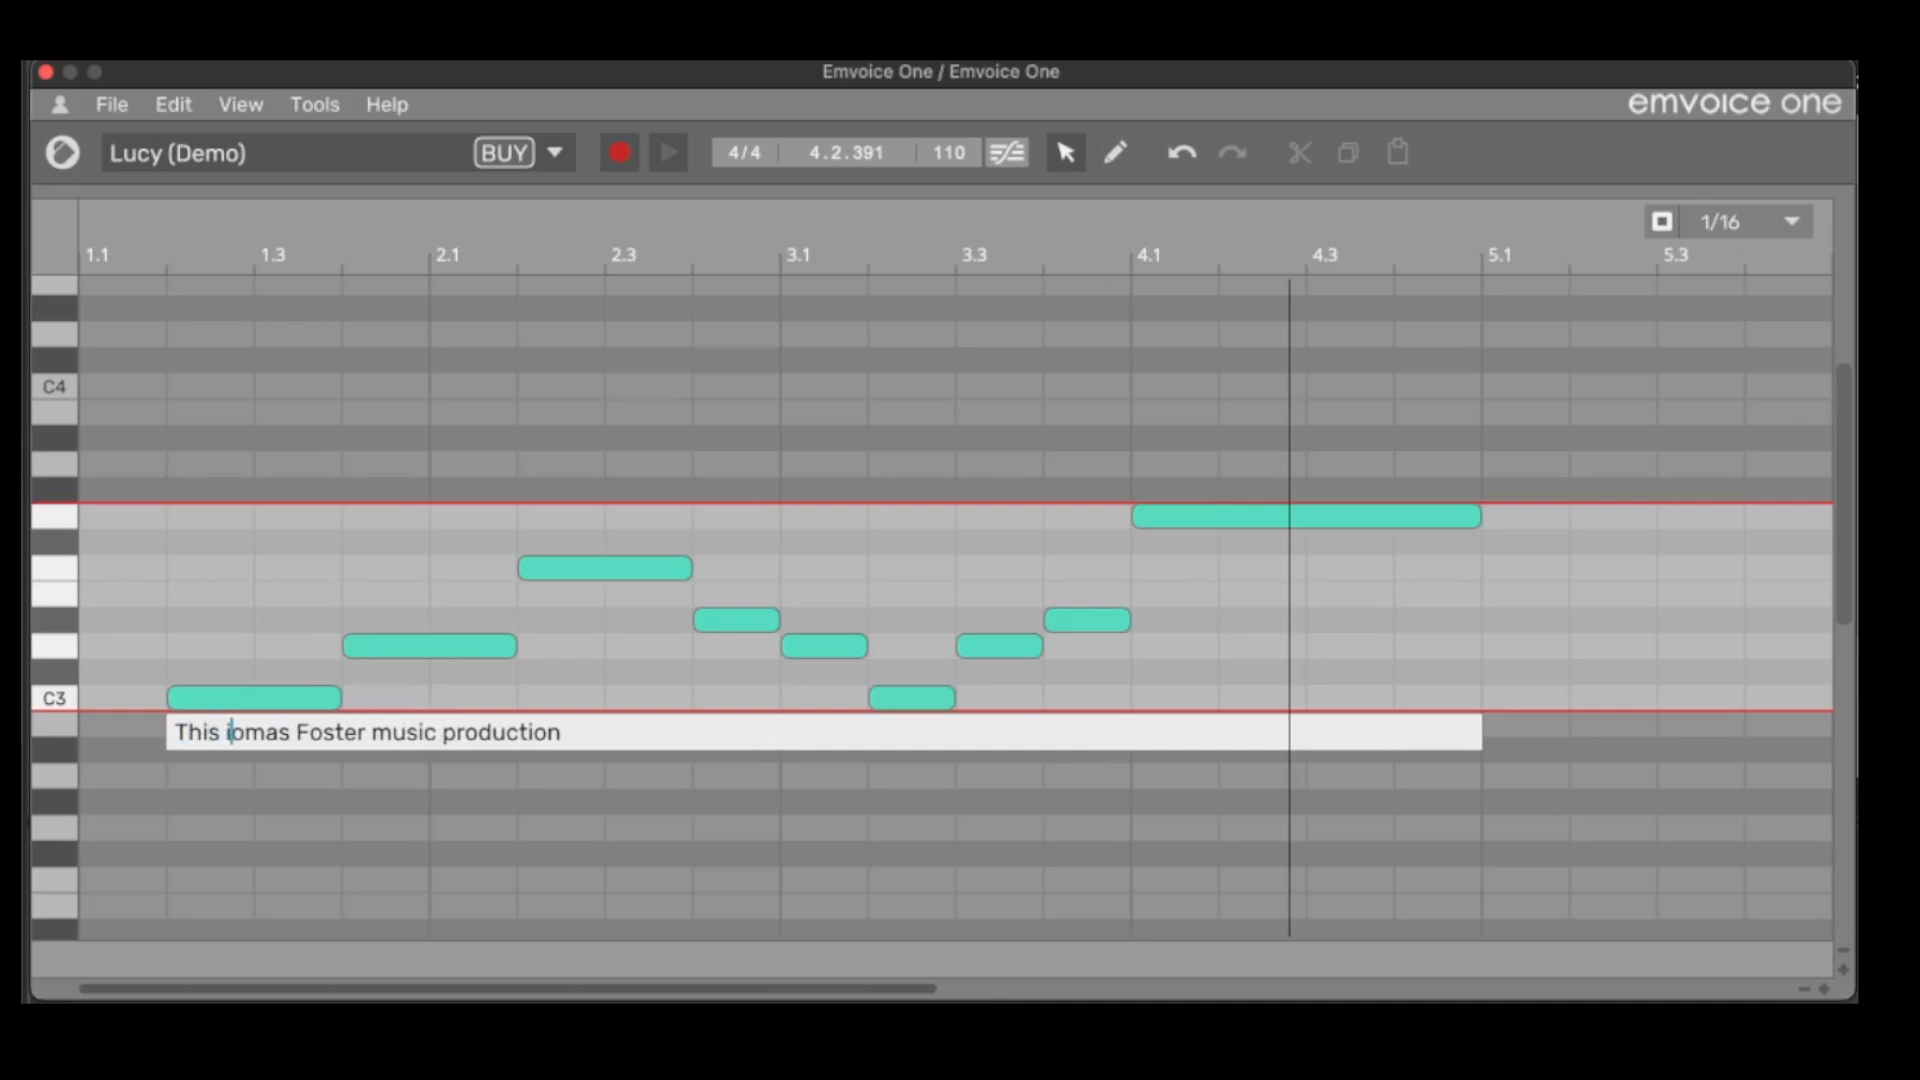 Emvoice One / Emvoice One
File Edit View Tools Help
emvoice one
Lucy (Demo) BUY 4/4 4.2.391 110
1/16
1.1 1.3 2.1 2.3 3.1 3.3 4.1 4.3 5.1 5.3
C4
C3
This iomas Foster music production